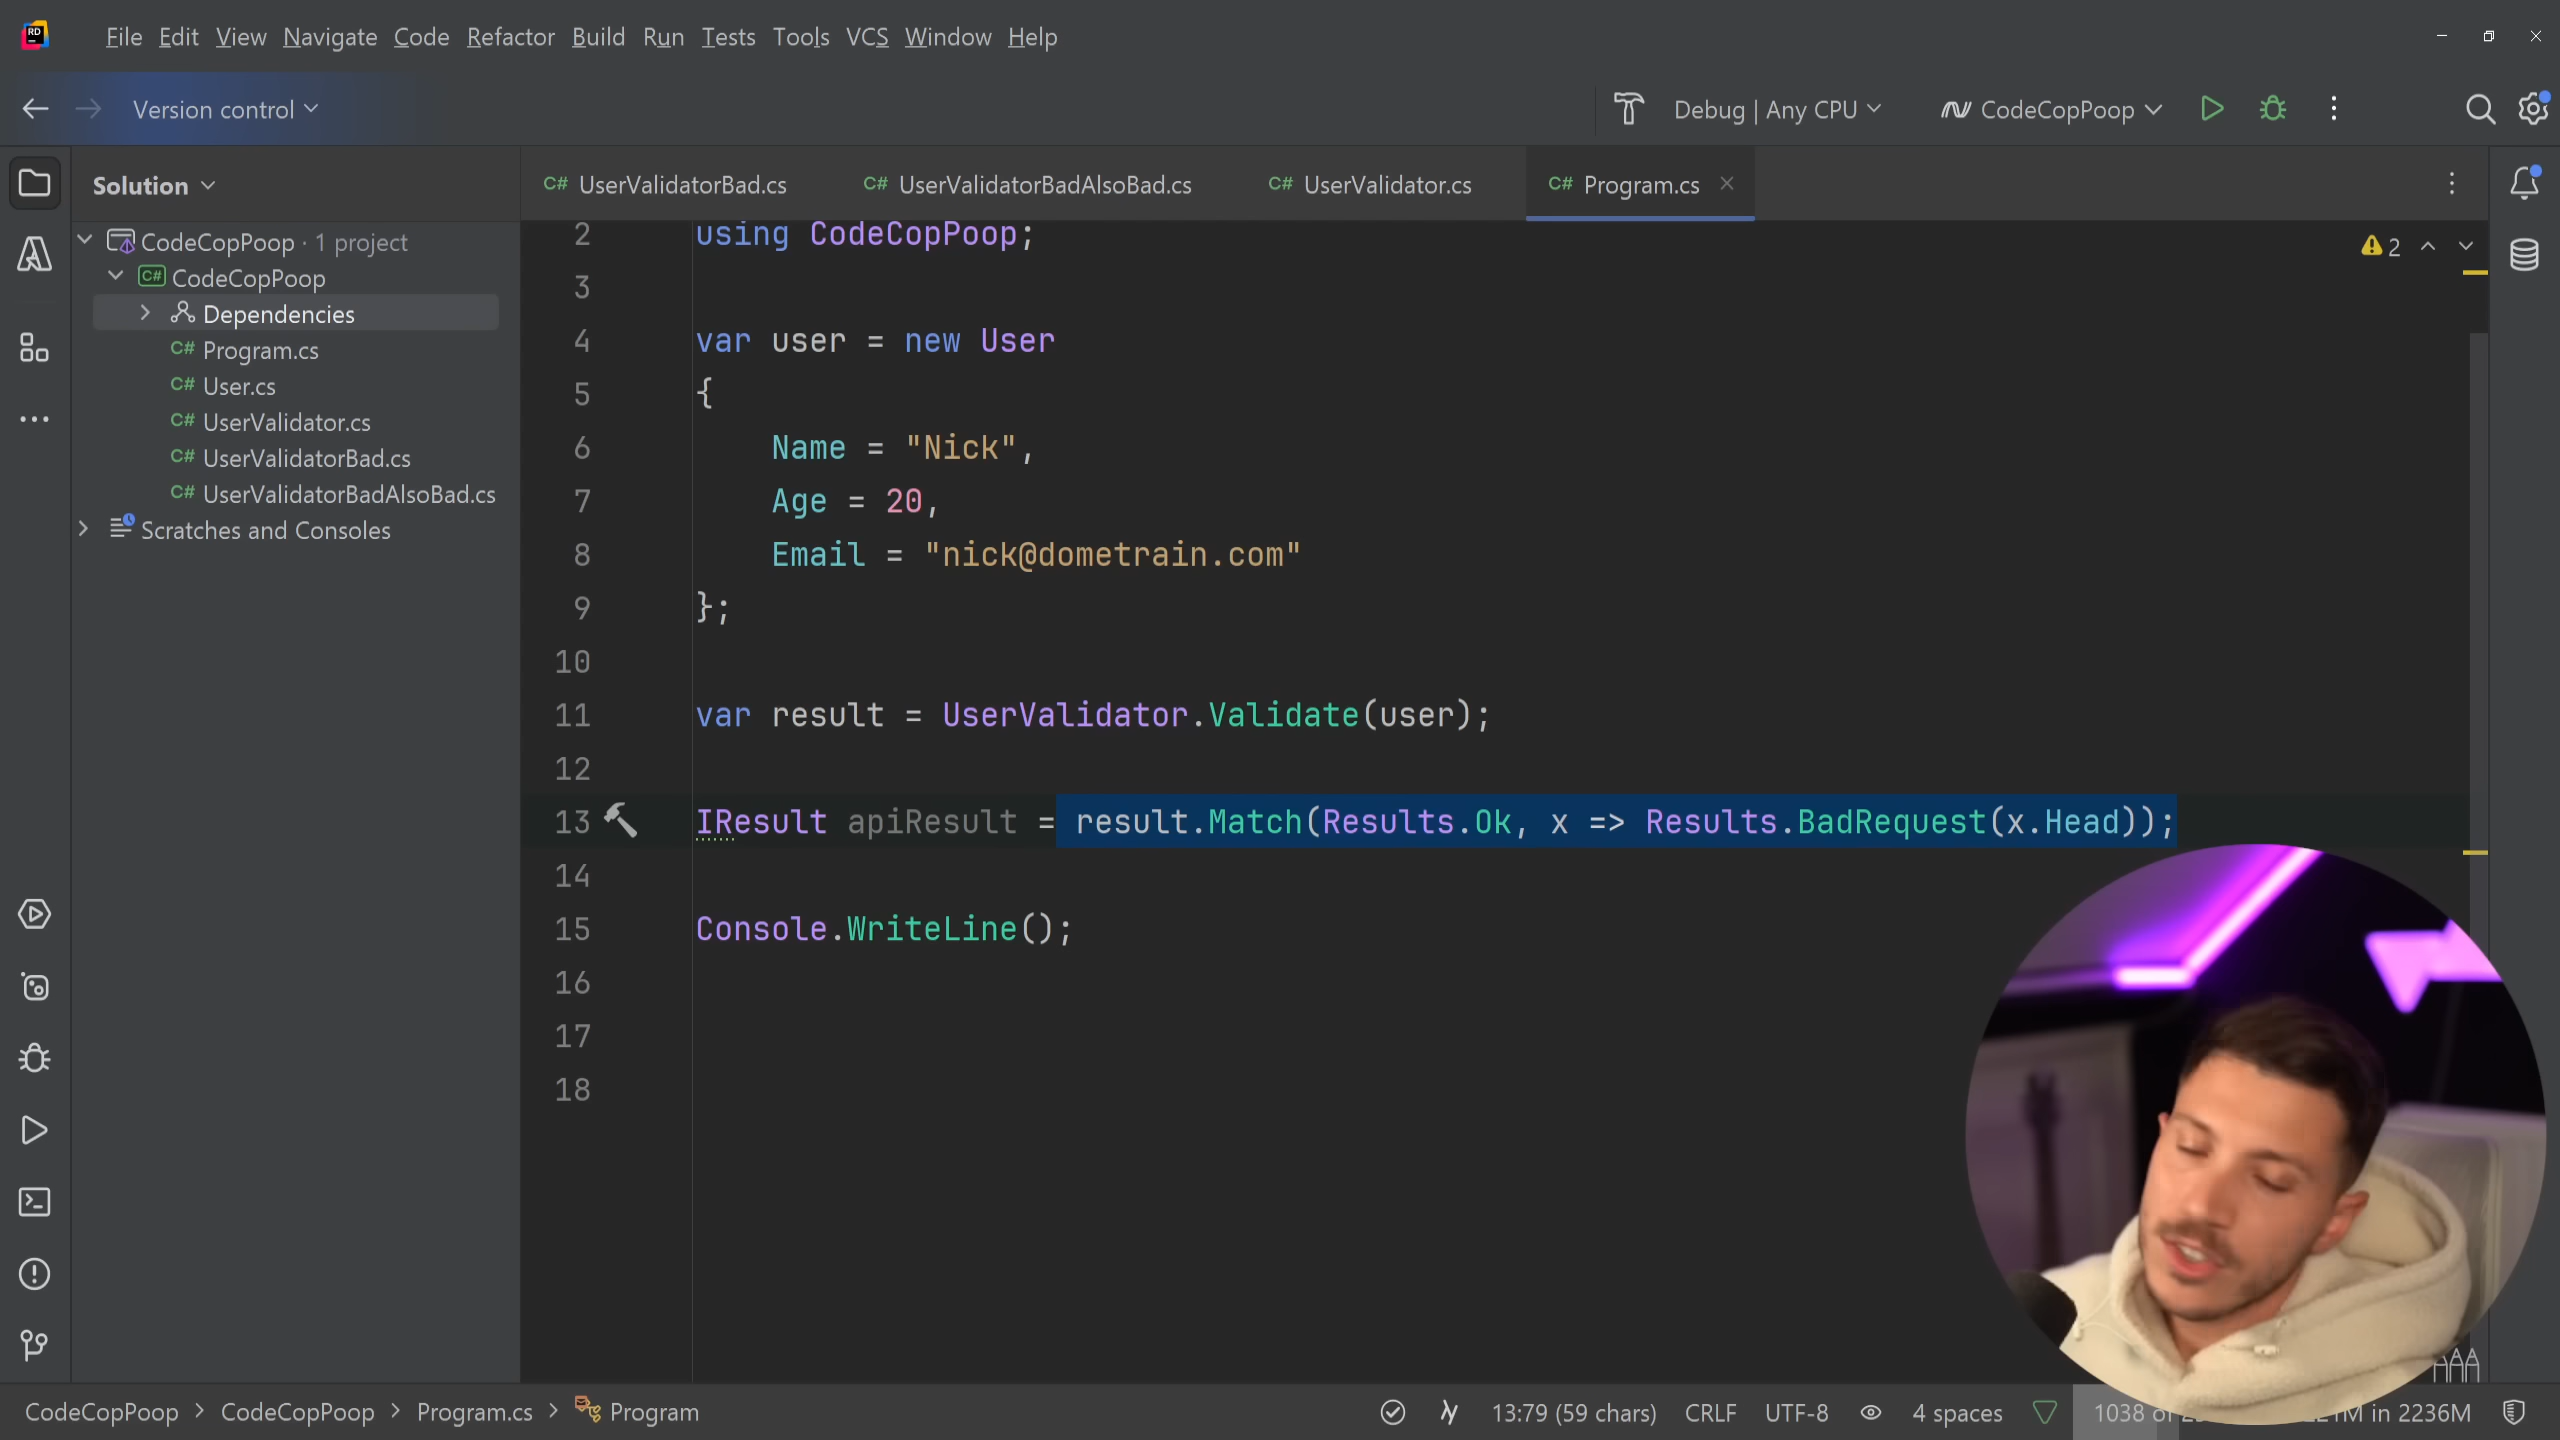 RD
File Edit View Navigate Code Refactor Build Run Tests Tools VCS Window Help
Version control
Debug | Any CPU
CodeCopPoop
Solution
C# UserValidatorBad.cs
C# UserValidatorBadAlsoBad.cs
C# UserValidator.cs
C# Program.cs
CodeCopPoop · 1 project
C# CodeCopPoop
Dependencies
C# Program.cs
C# User.cs
C# UserValidator.cs
C# UserValidatorBad.cs
C# UserValidatorBadAlsoBad.cs
Scratches and Consoles
2
2 using CodeCopPoop;
3
4 var user = new User
5 {
6 Name = "Nick",
7 Age = 20,
8 Email = "nick@dometrain.com"
9 };
10
11 var result = UserValidator.Validate(user);
12
13 IResult apiResult = result.Match(Results.Ok, x => Results.BadRequest(x.Head));
14
15 Console.WriteLine();
16
17
18
CodeCopPoop > CodeCopPoop > Program.cs > Program
13:79 (59 chars) CRLF UTF-8 4 spaces 1038 of in 2236M